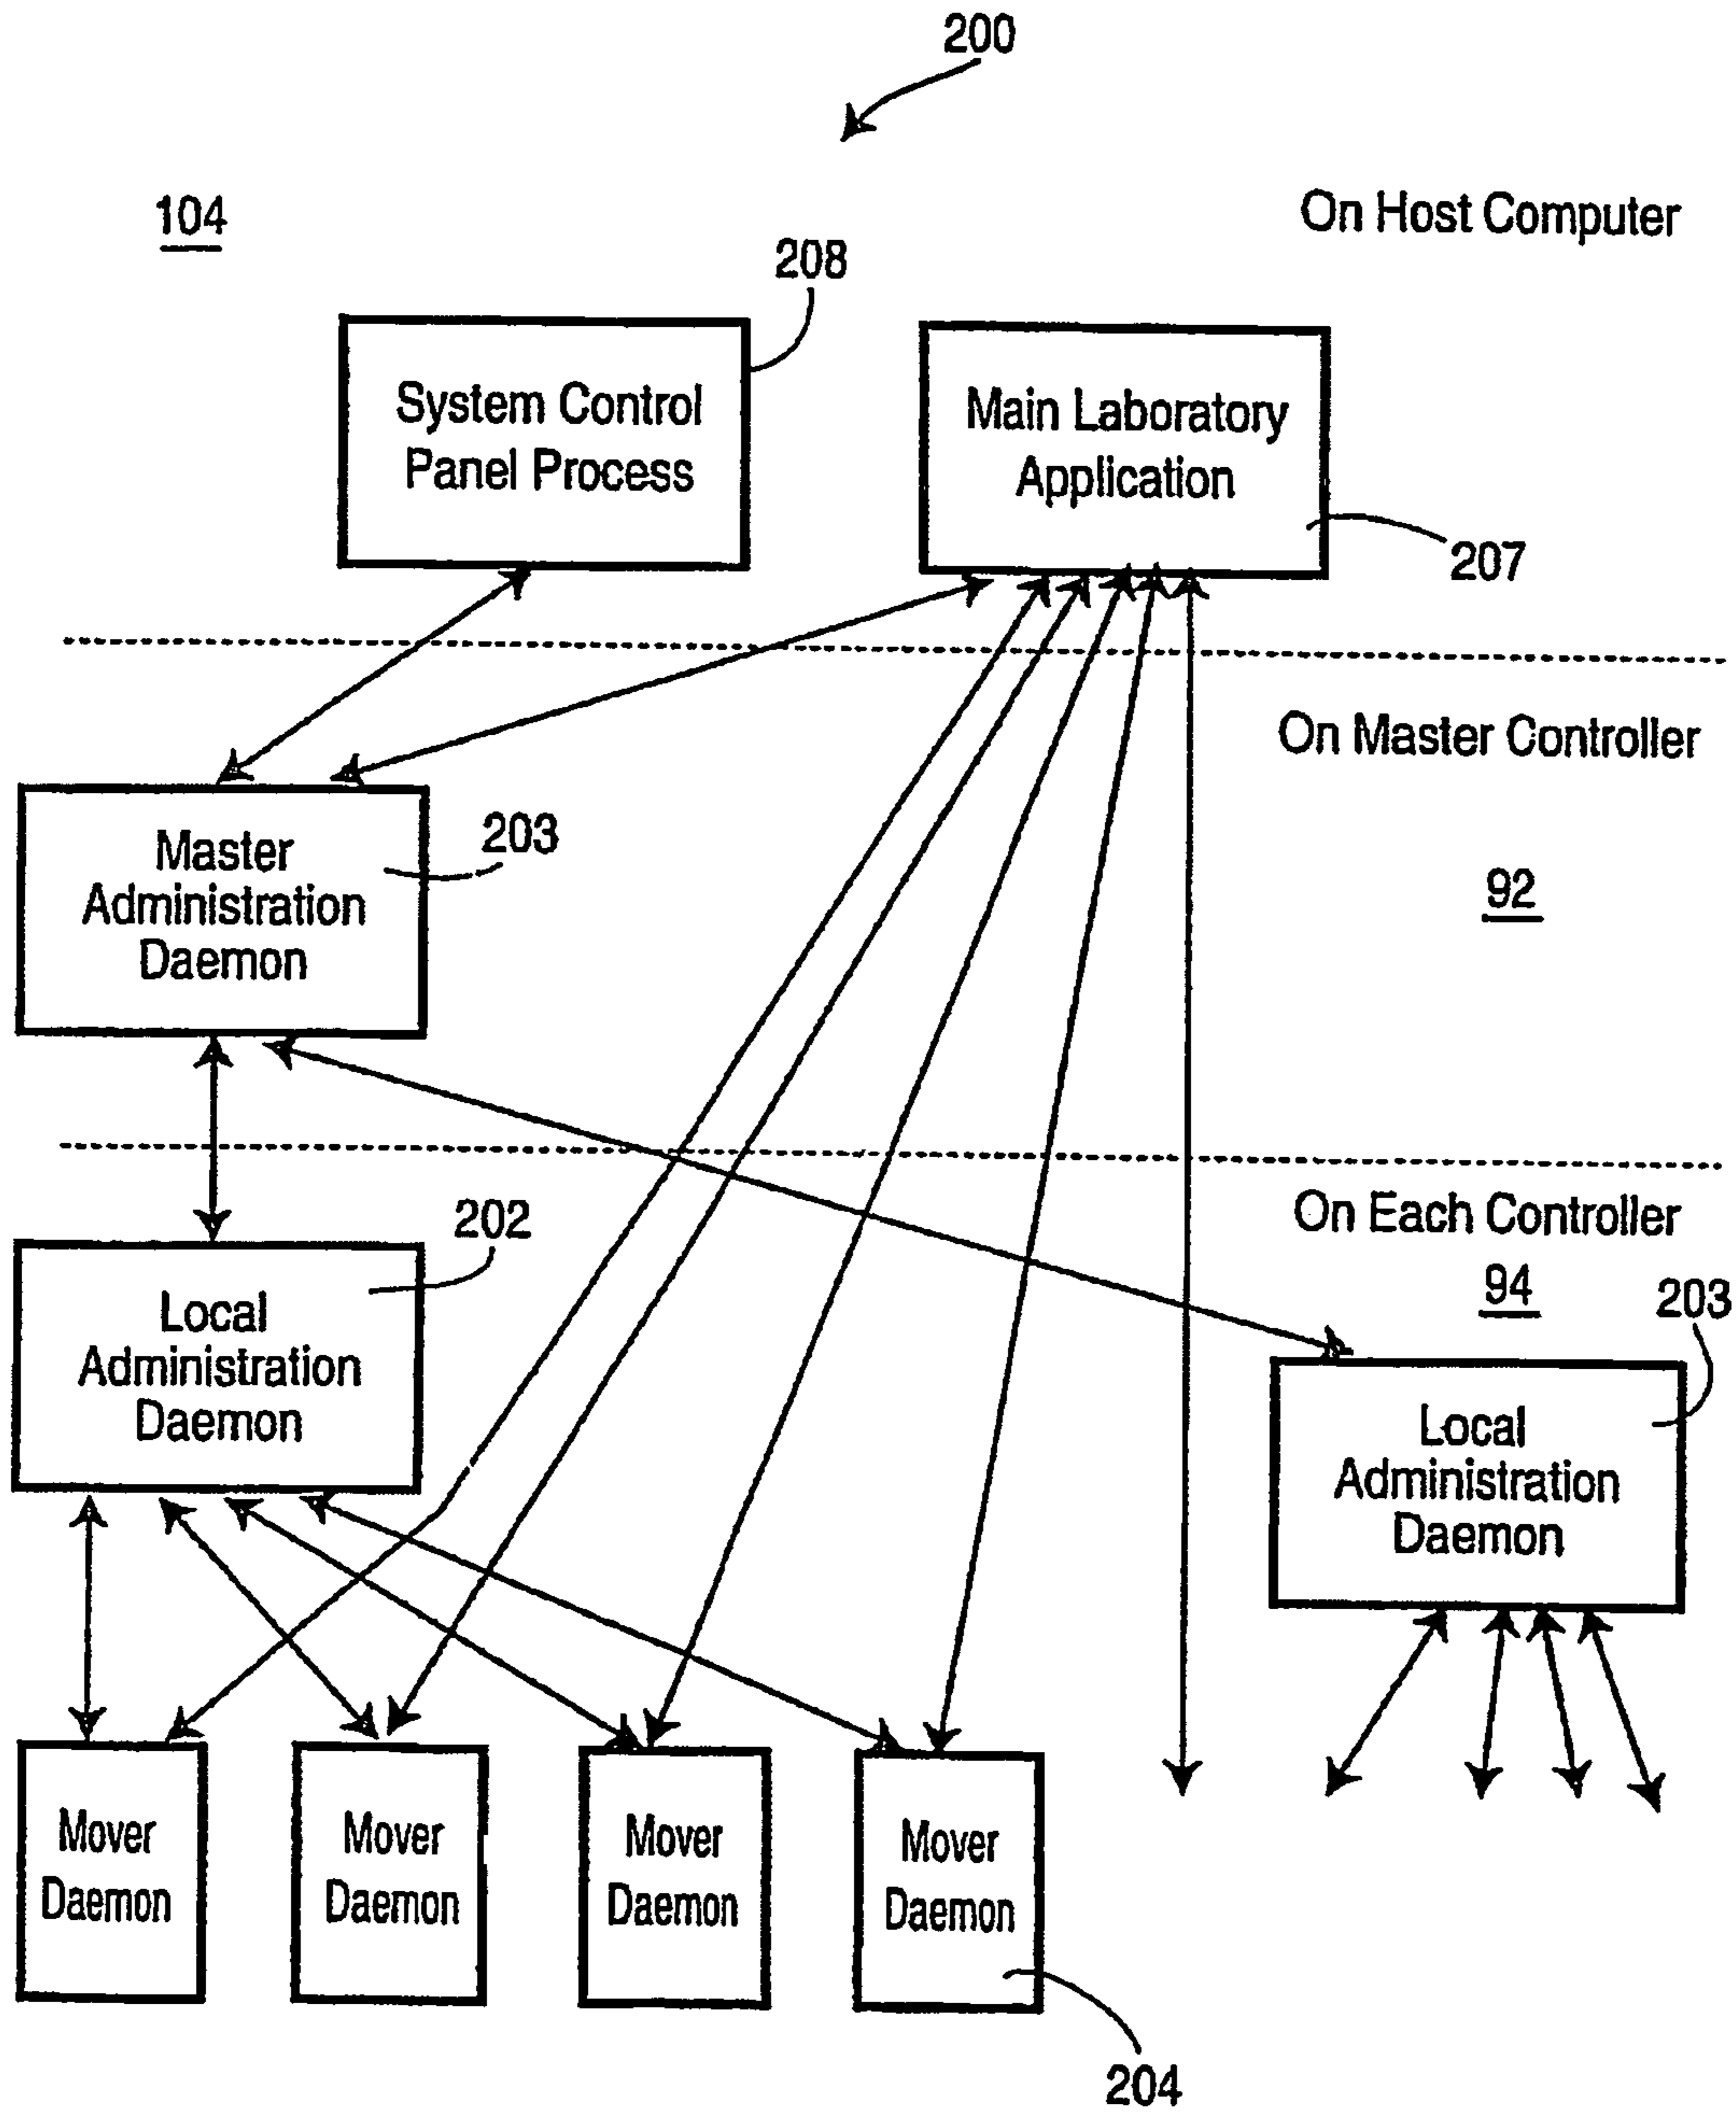 200
104
On Host Computer
208
System Control
Panel Process
Main Laboratory
Application
207
On Master Controller
Master
Administration
Daemon
203
92
On Each Controller
202
94
203
Local
Administration
Daemon
Local
Administration
Daemon
Mover
Daemon
Mover
Daemon
Mover
Daemon
Mover
Daemon
204